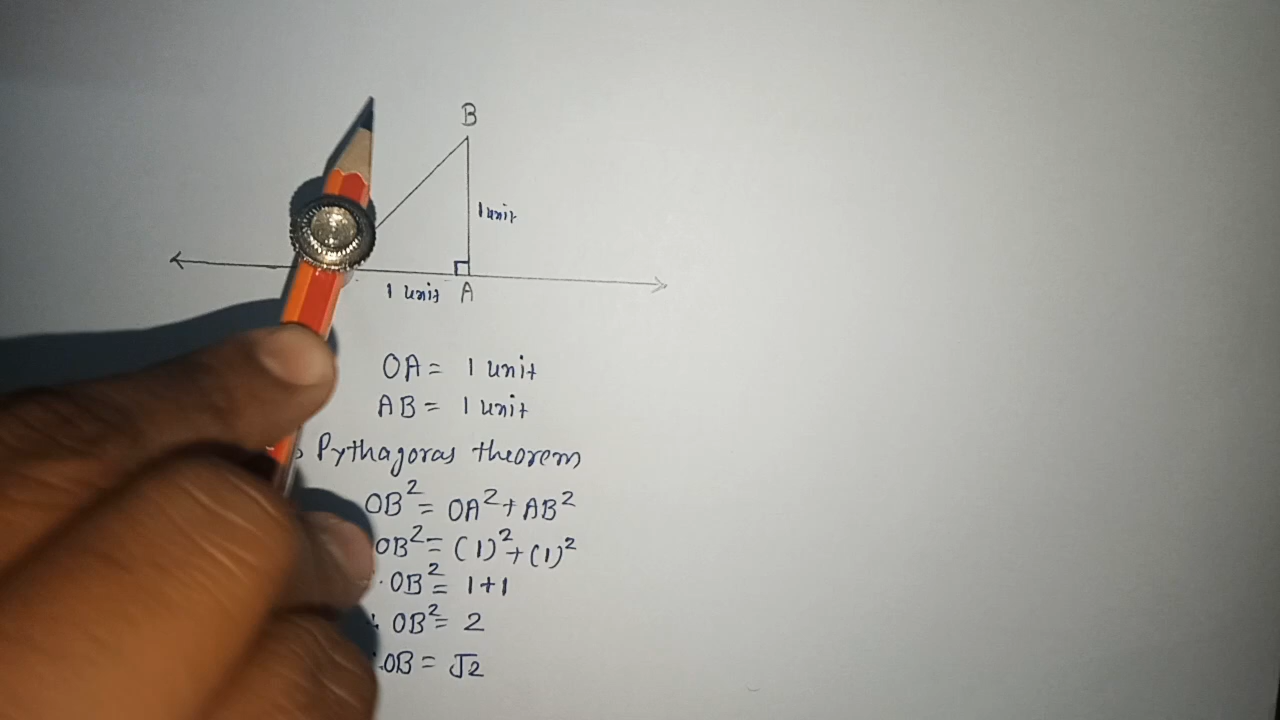 B
1 unit
1 unit A
OA = 1 unit
AB = 1 unit
Pythagoras theorem
OB² = OA² + AB²
OB² = (1)² + (1)²
OB² = 1+1
OB² = 2
OB = √2